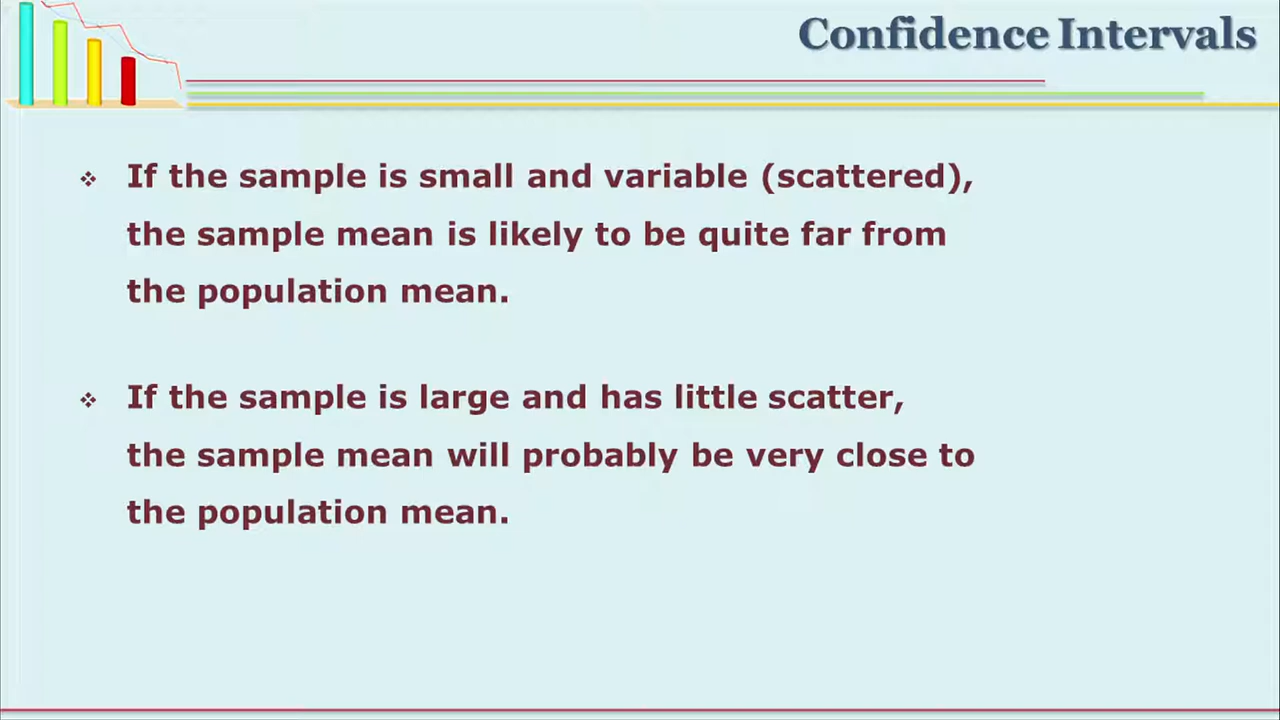 Confidence Intervals
❖ If the sample is small and variable (scattered),
the sample mean is likely to be quite far from
the population mean.
❖ If the sample is large and has little scatter,
the sample mean will probably be very close to
the population mean.